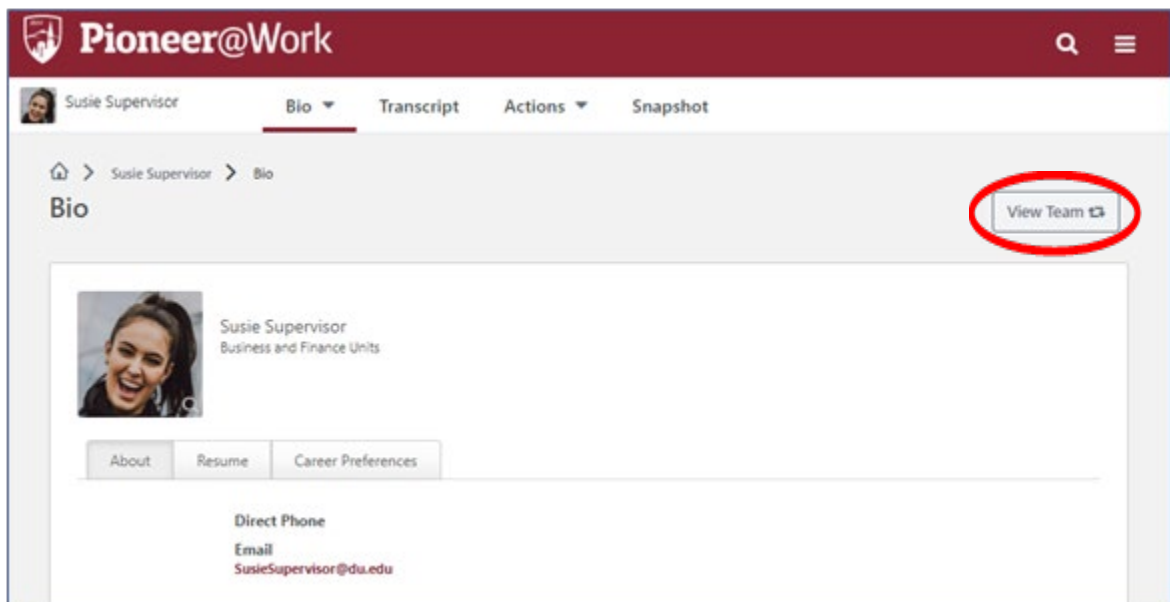 Pioneer@Work
Susie Supervisor Bio Transcript Actions Snapshot
Susie Supervisor Bio
Bio
View Team
Susie Supervisor
Business and Finance Units
About Resume Career Preferences
Direct Phone
Email
SusieSupervisor@du.edu